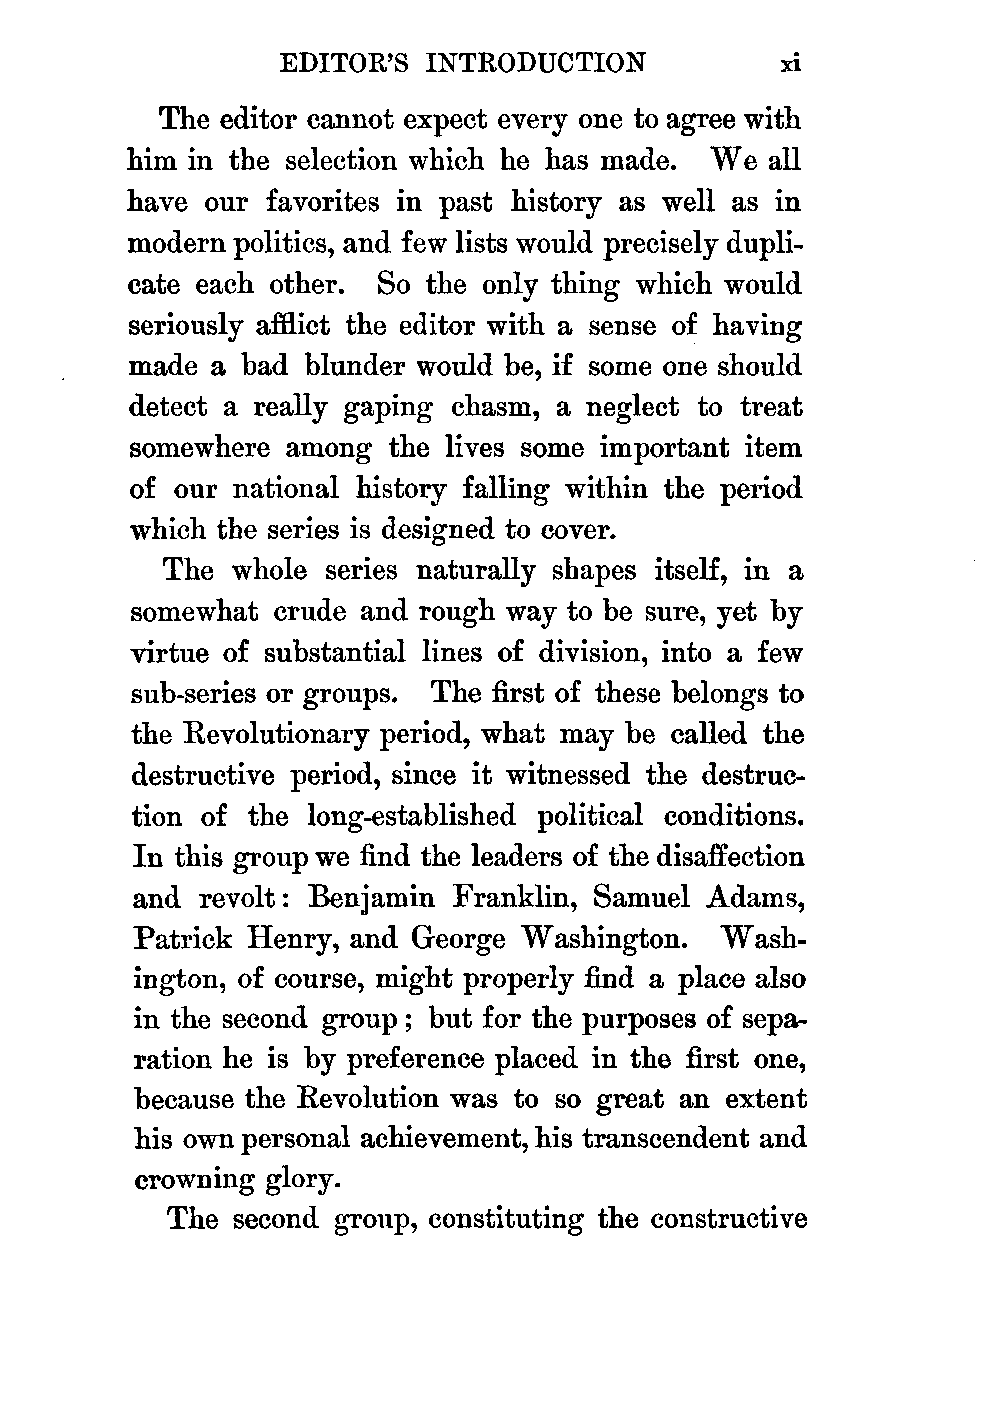 EDITOR'S INTRODUCTION xi
The editor cannot expect every one to agree with
him in the selection which he has made. We all
have our favorites in past history as well as in
modern politics, and few lists would precisely dupli-
cate each other. So the only thing which would
seriously afflict the editor with a sense of having
made a bad blunder would be, if some one should
detect a really gaping chasm, a neglect to treat
somewhere among the lives some important item
of our national history falling within the period
which the series is designed to cover.
The whole series naturally shapes itself, in a
somewhat crude and rough way to be sure, yet by
virtue of substantial lines of division, into a few
sub-series or groups. The first of these belongs to
the Revolutionary period, what may be called the
destructive period, since it witnessed the destruc-
tion of the long-established political conditions.
In this group we find the leaders of the disaffection
and revolt: Benjamin Franklin, Samuel Adams,
Patrick Henry, and George Washington. Wash-
ington, of course, might properly find a place also
in the second group; but for the purposes of sepa-
ration he is by preference placed in the first one,
because the Revolution was to so great an extent
his own personal achievement, his transcendent and
crowning glory.
The second group, constituting the constructive